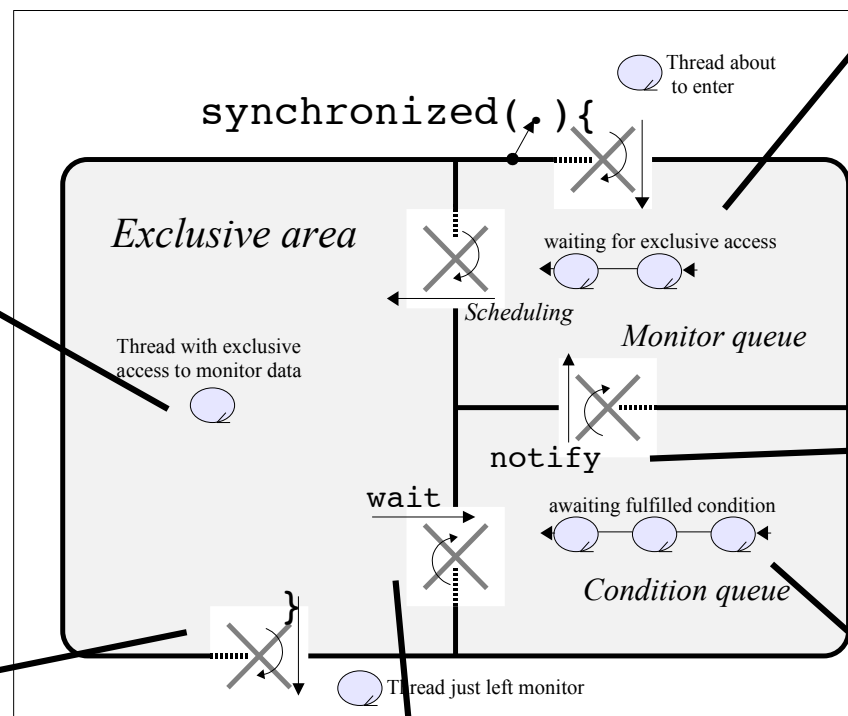 Thread about
to enter
synchronized(. ){
Exclusive area
waiting for exclusive access
Scheduling
Monitor queue
Thread with exclusive
access to monitor data
notify
wait
awaiting fulfilled condition
Condition queue
}
Thread just left monitor